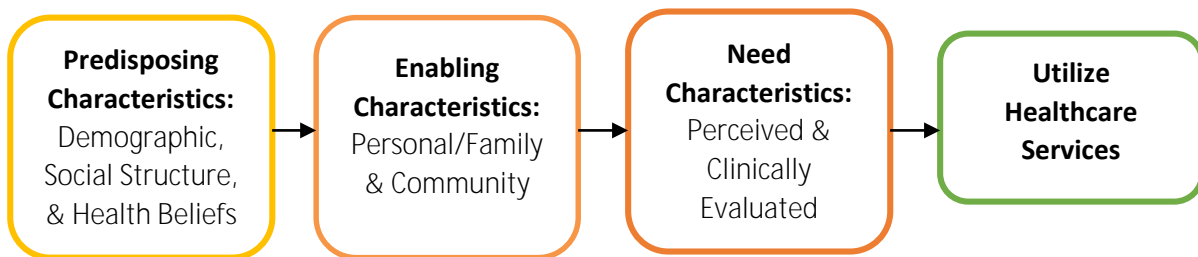 Predisposing
Characteristics:
Demographic,
Social Structure,
& Health Beliefs
Enabling
Characteristics:
Personal/Family
& Community
Need
Characteristics:
Perceived &
Clinically
Evaluated
Utilize
Healthcare
Services